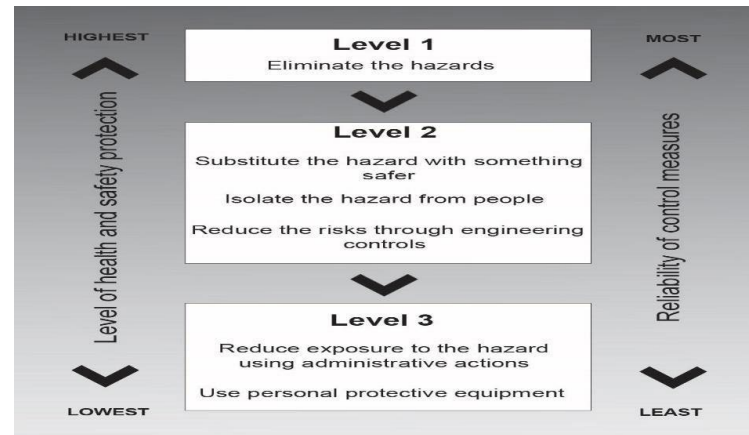 HIGHEST
Level of health and safety protection
LOWEST
Level 1
Eliminate the hazards
Level 2
Substitute the hazard with something
safer
Isolate the hazard from people
Reduce the risks through engineering
controls
Level 3
Reduce exposure to the hazard
using administrative actions
Use personal protective equipment
MOST
Reliability of control measures
LEAST